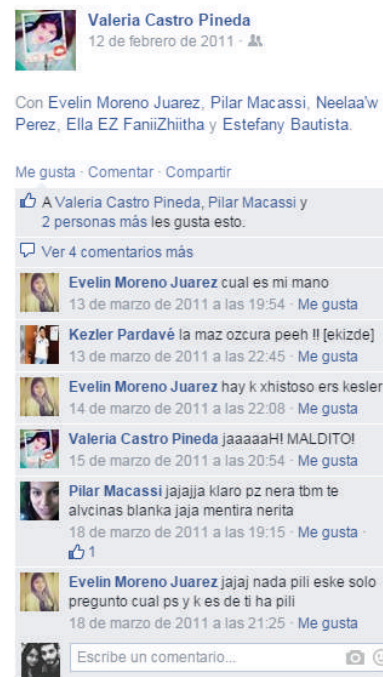 Valeria Castro Pineda
12 de febrero de 2011 ·
Con Evelin Moreno Juarez, Pilar Macassi, Neelaa'w
Perez, Ella EZ FaniiZhiitha y Estefany Bautista.
Me gusta · Comentar · Compartir
A Valeria Castro Pineda, Pilar Macassi y
2 personas más les gusta esto.
Ver 4 comentarios más
Evelin Moreno Juarez cual es mi mano
13 de marzo de 2011 a las 19:54 · Me gusta
Kezler Pardavé la maz ozcura peeh !! [ekizde]
13 de marzo de 2011 a las 22:45 · Me gusta
Evelin Moreno Juarez hay k xhistoso ers kesler
14 de marzo de 2011 a las 22:08 · Me gusta
Valeria Castro Pineda jaaaaaH! MALDITO!
15 de marzo de 2011 a las 20:54 · Me gusta
Pilar Macassi jajajja klaro pz nera tbm te
alvcinas blanka jaja mentira nerita
18 de marzo de 2011 a las 19:15 · Me gusta ·
1
Evelin Moreno Juarez jajaj nada pili eske solo
pregunto cual ps y k es de ti ha pili
18 de marzo de 2011 a las 21:25 · Me gusta
Escribe un comentario...